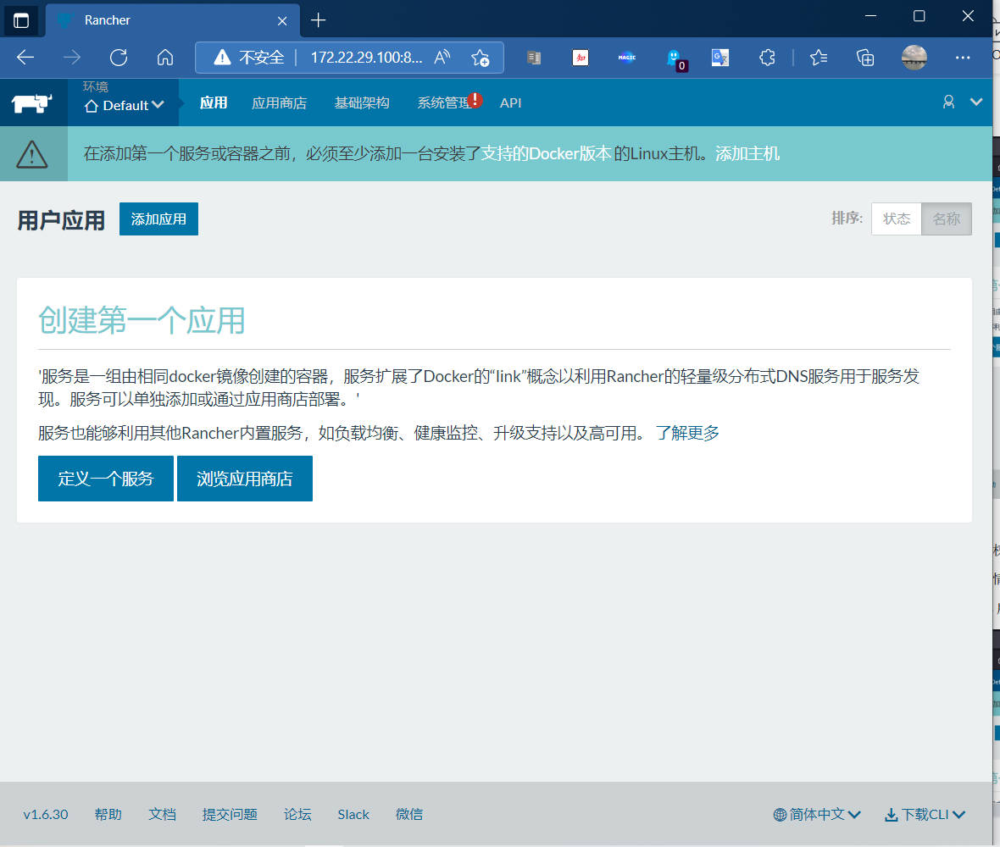 Rancher
不安全
172.22.29.100:8...
MAGIC
0
环境
Default
应用
应用商店
基础架构
系统管理
!
API
在添加第一个服务或容器之前，必须至少添加一台安装了支持的Docker版本 的Linux主机。添加主机
用户应用
添加应用
排序:
状态
名称
创建第一个应用
'服务是一组由相同docker镜像创建的容器，服务扩展了Docker的“link”概念以利用Rancher的轻量级分布式DNS服务用于服务发
现。服务可以单独添加或通过应用商店部署。'
服务也能够利用其他Rancher内置服务，如负载均衡、健康监控、升级支持以及高可用。 了解更多
定义一个服务
浏览应用商店
v1.6.30
帮助
文档
提交问题
论坛
Slack
微信
简体中文
下载CLI